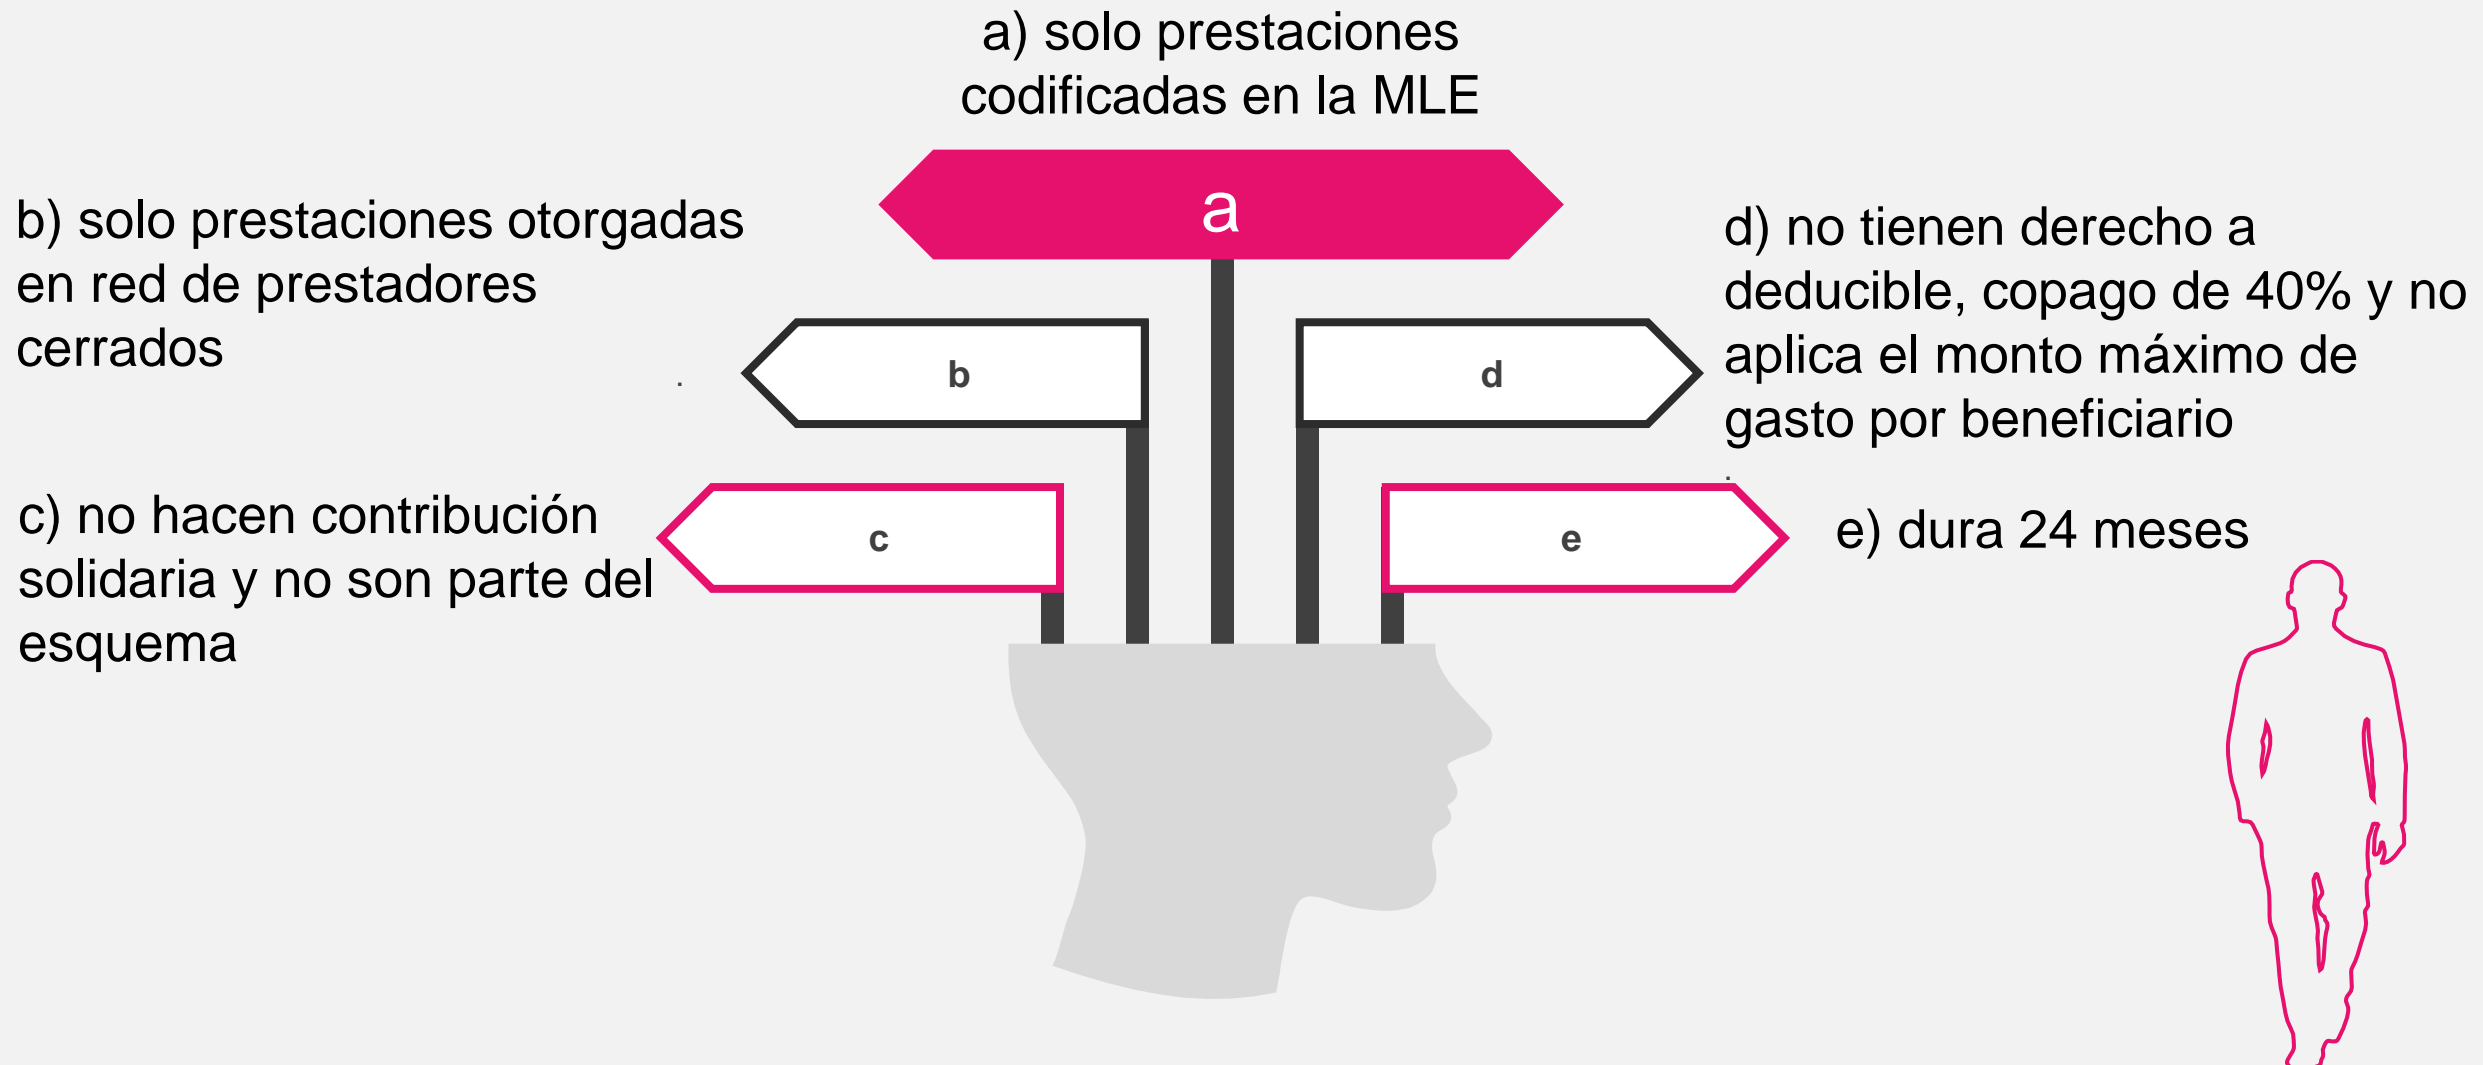 a) solo prestaciones
codificadas en la MLE
a
b) solo prestaciones otorgadas
en red de prestadores
cerrados
.
b
d
d) no tienen derecho a
deducible, copago de 40% y no
aplica el monto máximo de
gasto por beneficiario
.
c) no hacen contribución
solidaria y no son parte del
esquema
c
e
e) dura 24 meses